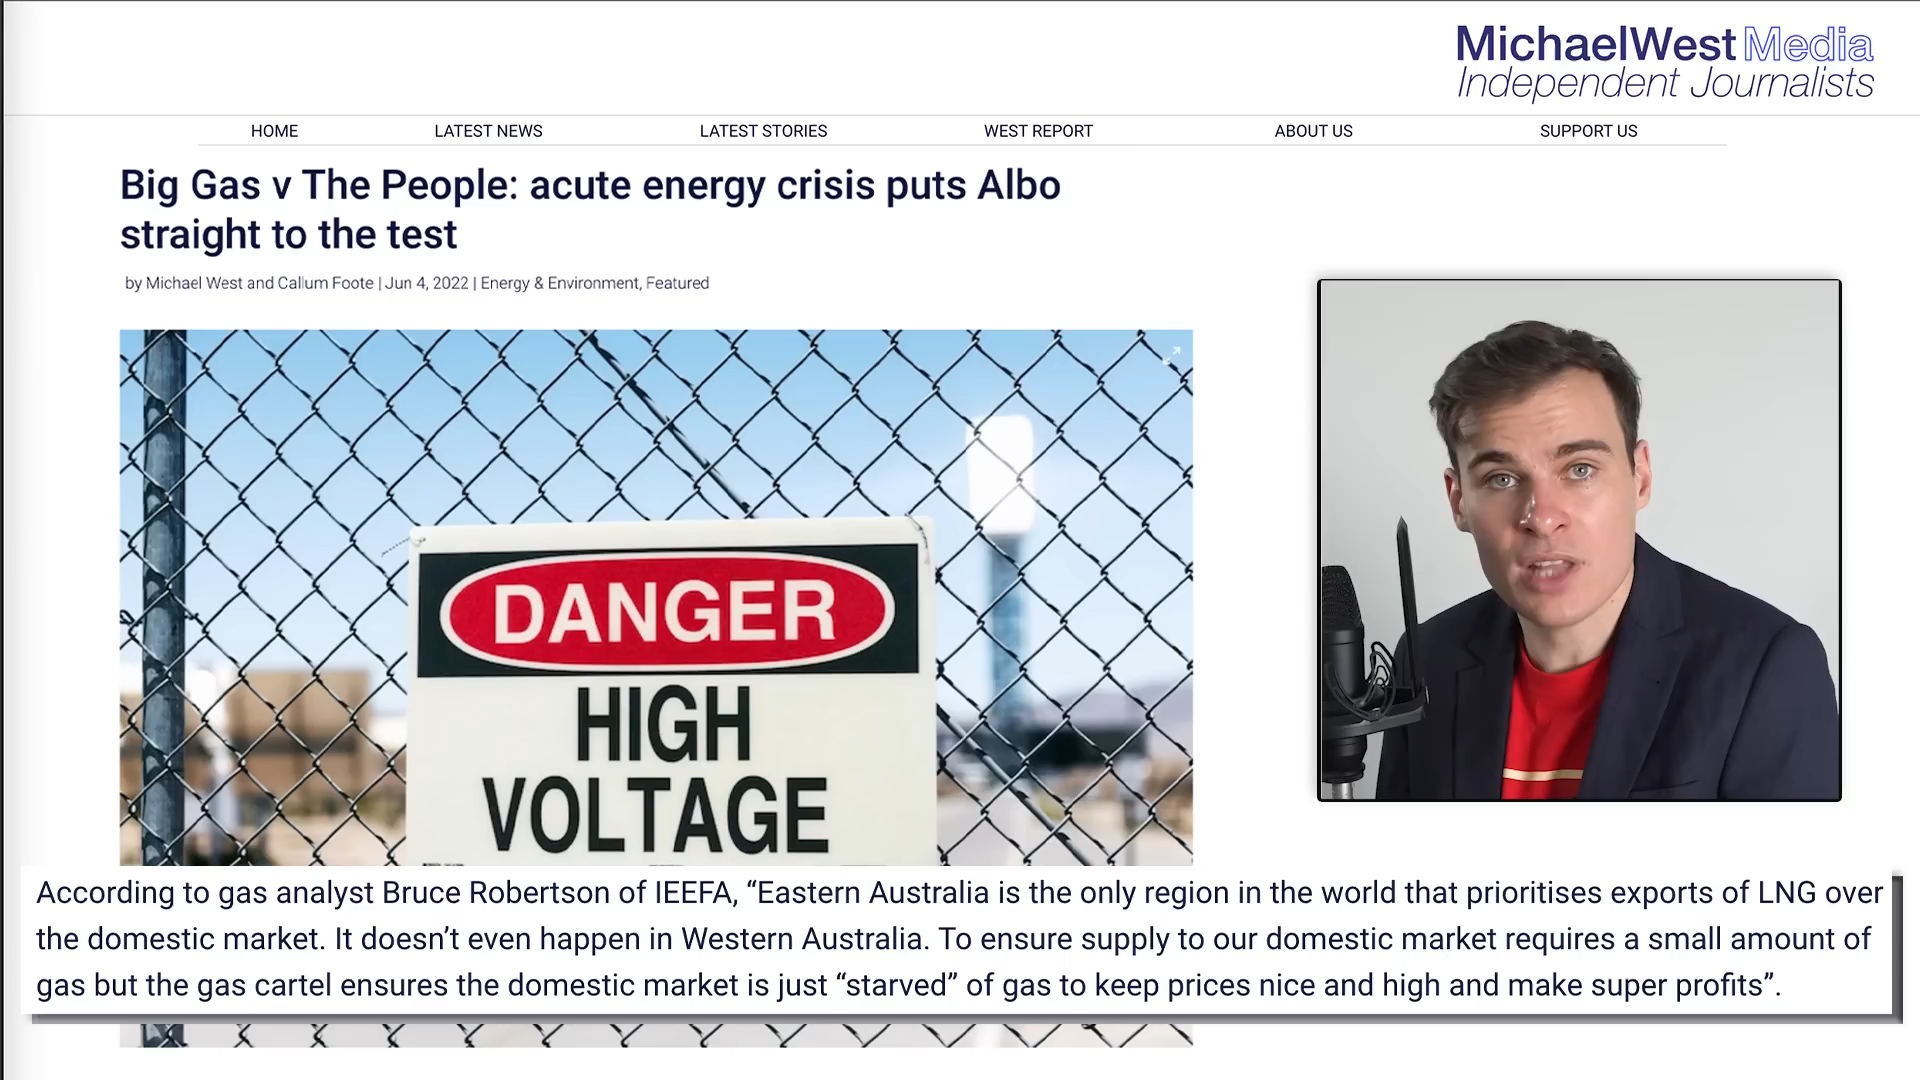 MichaelWest Media
Independent Journalists
HOME LATEST NEWS LATEST STORIES WEST REPORT ABOUT US SUPPORT US
Big Gas v The People: acute energy crisis puts Albo
straight to the test
by Michael West and Callum Foote | Jun 4, 2022 | Energy & Environment, Featured
DANGER
HIGH
VOLTAGE
According to gas analyst Bruce Robertson of IEEFA, “Eastern Australia is the only region in the world that prioritises exports of LNG over
the domestic market. It doesn’t even happen in Western Australia. To ensure supply to our domestic market requires a small amount of
gas but the gas cartel ensures the domestic market is just “starved” of gas to keep prices nice and high and make super profits”.